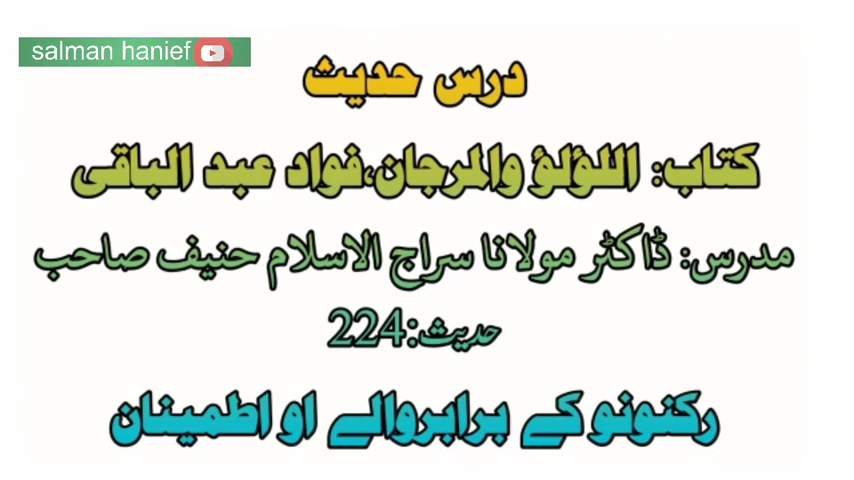 salman hanief
درس حدیث
کتاب: اللؤلؤ والمرجان،فواد عبد الباقی
مدرس: ڈاکٹر مولانا سراج الاسلام حنیف صاحب
حدیث:224
رکنونو کے برابروالے او اطمینان